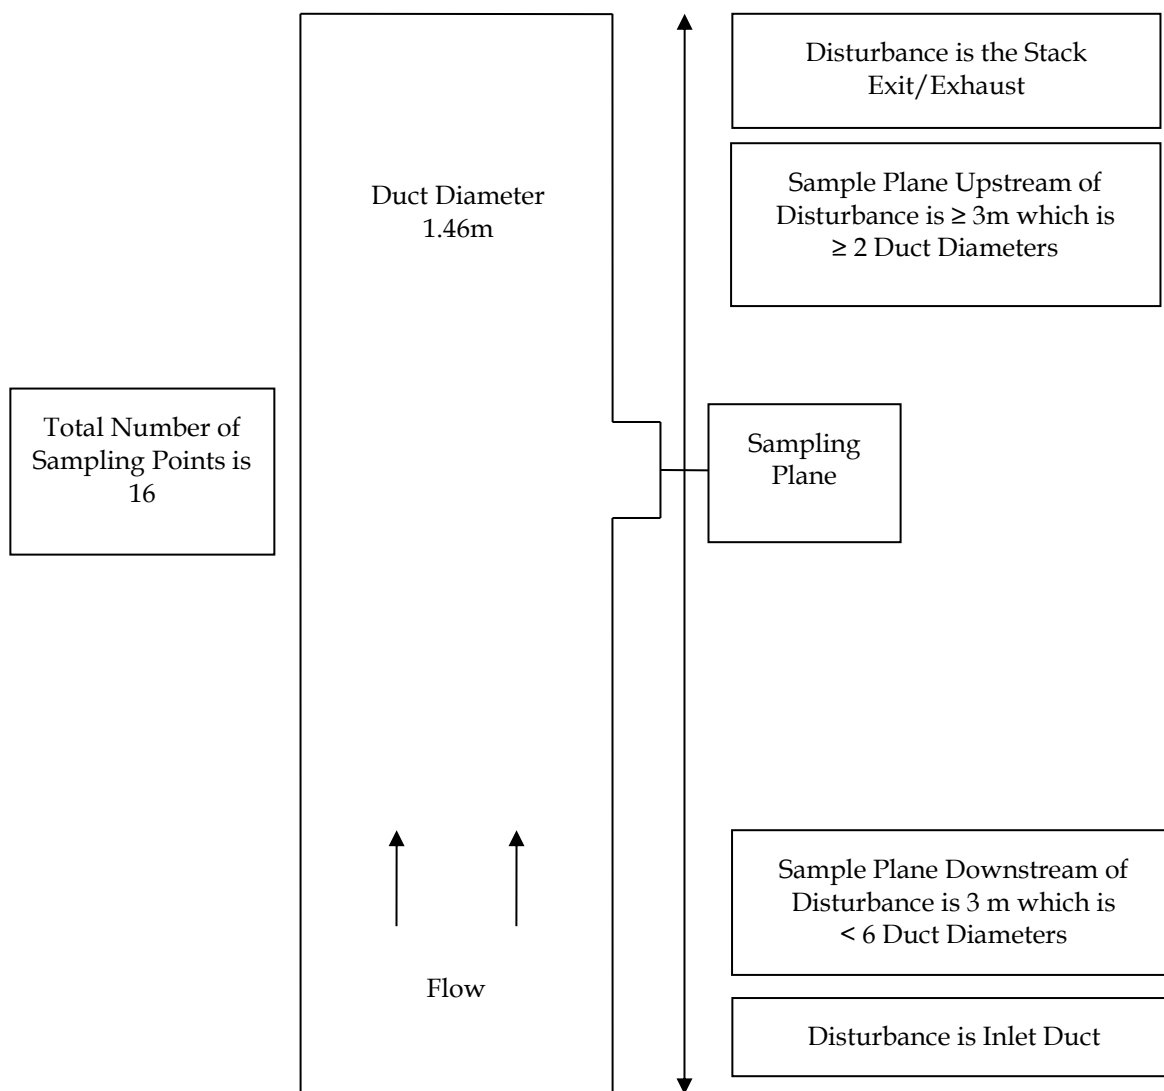 Disturbance is the Stack
Exit/Exhaust
Duct Diameter
1.46m
Sample Plane Upstream of
Disturbance is ≥ 3m which is
≥ 2 Duct Diameters
Total Number of
Sampling Points is
16
Sampling
Plane
Sample Plane Downstream of
Disturbance is 3 m which is
< 6 Duct Diameters
Flow
Disturbance is Inlet Duct